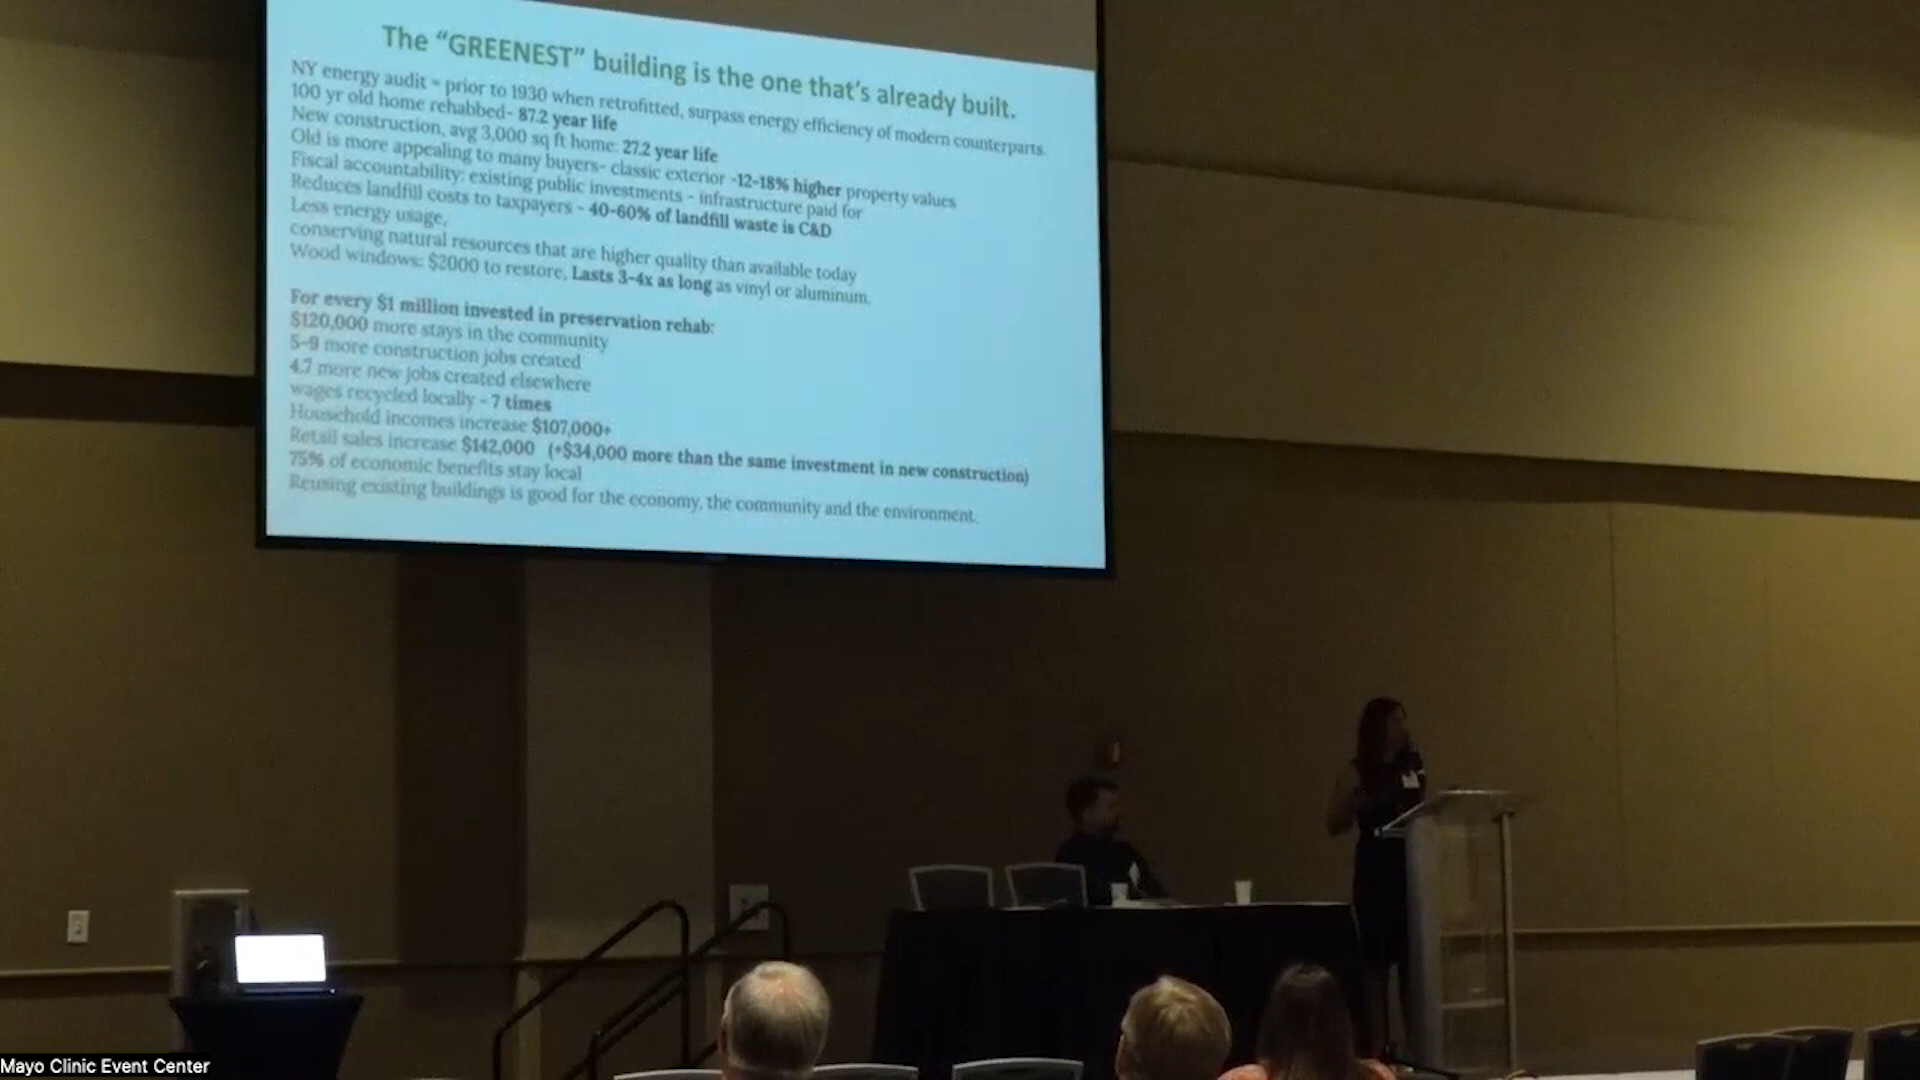 The “GREENEST” building is the one that’s already built.
NY energy audit = prior to 1930 when retrofitted, surpass energy efficiency of modern counterparts.
100 yr old home rehabbed- 87.2 year life
New construction, avg 3,000 sq ft home: 27.2 year life
Old is more appealing to many buyers- classic exterior -12-18% higher property values
Fiscal accountability: existing public investments - infrastructure paid for
Reduces landfill costs to taxpayers - 40-60% of landfill waste is C&D
Less energy usage,
conserving natural resources that are higher quality than available today
Wood windows: $2000 to restore, Lasts 3-4x as long as vinyl or aluminum.
For every $1 million invested in preservation rehab:
$120,000 more stays in the community
5-9 more construction jobs created
4.7 more new jobs created elsewhere
wages recycled locally - 7 times
Household incomes increase $107,000+
Retail sales increase $142,000 (+$34,000 more than the same investment in new construction)
75% of economic benefits stay local
Reusing existing buildings is good for the economy, the community and the environment.
Mayo Clinic Event Center